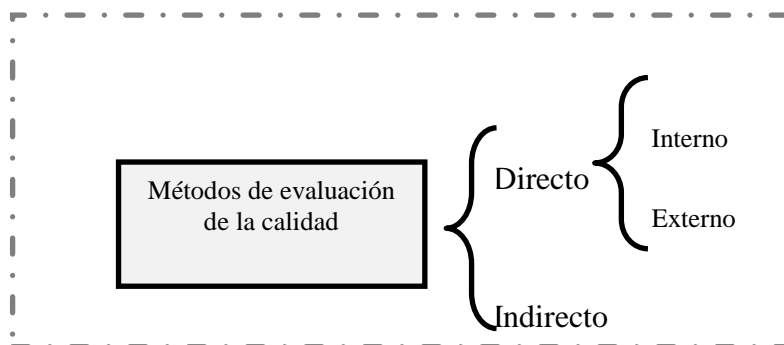 Métodos de evaluación
de la calidad
Directo
Interno
Externo
Indirecto